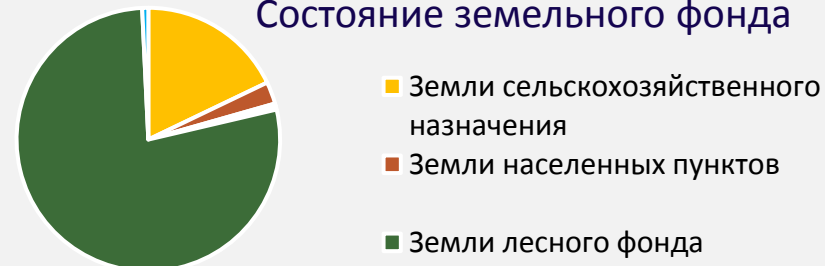 Состояние земельного фонда
Земли сельскохозяйственного
назначения
Земли населенных пунктов
Земли лесного фонда